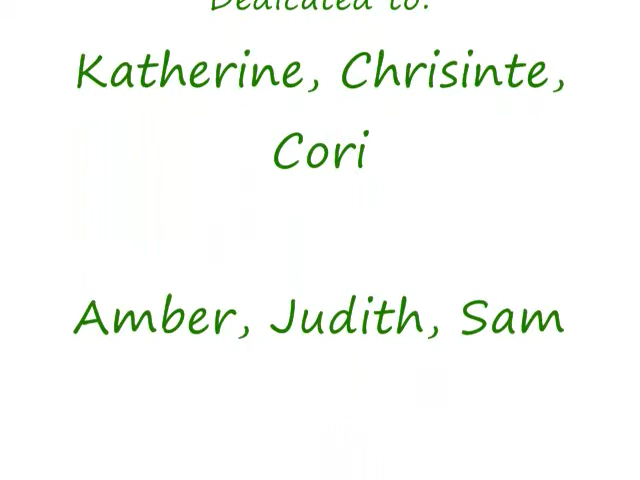 Dedicated to:
Katherine, Chrisinte,
Cori
Amber, Judith, Sam